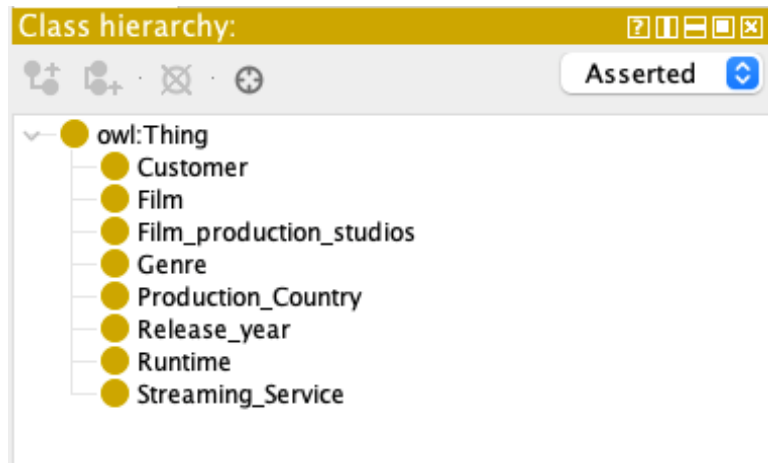 Class hierarchy:
Asserted
owl:Thing
Customer
Film
Film_production_studios
Genre
Production_Country
Release_year
Runtime
Streaming_Service